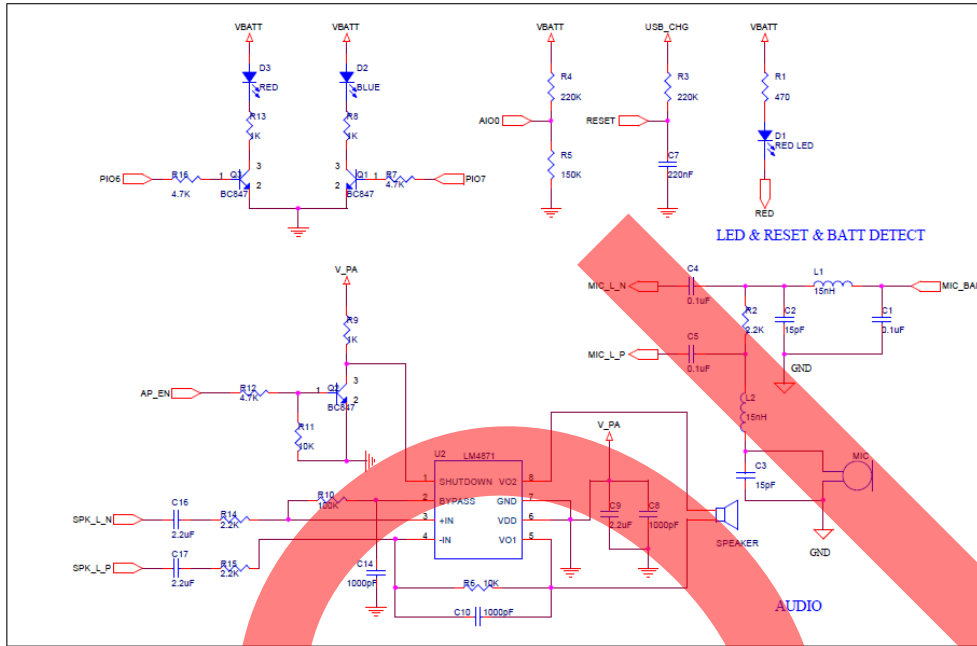 VBATT
VBATT
VBATT
USB_CHG
VBATT
D3
RED
D2
BLUE
R4
220K
R3
220K
R1
470
R13
1K
R8
1K
AIO0
RESET
D1
RED LED
PIO6
R16
4.7K
1
Q
3
2
BC847
Q1
3
2
1
BC847
R7
4.7K
PIO7
R5
150K
C7
220nF
RED
LED & RESET & BATT DETECT
V_PA
R9
1K
MIC_L_N
C4
0.1uF
L1
15nH
MIC_BAI
R2
2.2K
C2
15pF
C1
0.1uF
MIC_L_P
C5
0.1uF
GND
AP_EN
R12
4.7K
1
3
2
BC847
R11
10K
L2
15nH
V_PA
MIC
C3
15pF
GND
U2
LM4871
1
SHUTDOWN
VO2
8
2
BYPASS
GND
7
3
+IN
VDD
6
4
-IN
VO1
5
R10
100K
C9
2.2uF
C8
1000pF
SPEAKER
SPK_L_N
C16
2.2uF
R14
2.2K
SPK_L_P
C17
2.2uF
R15
2.2K
C14
1000pF
R6
10K
C10
1000pF
AUDIO